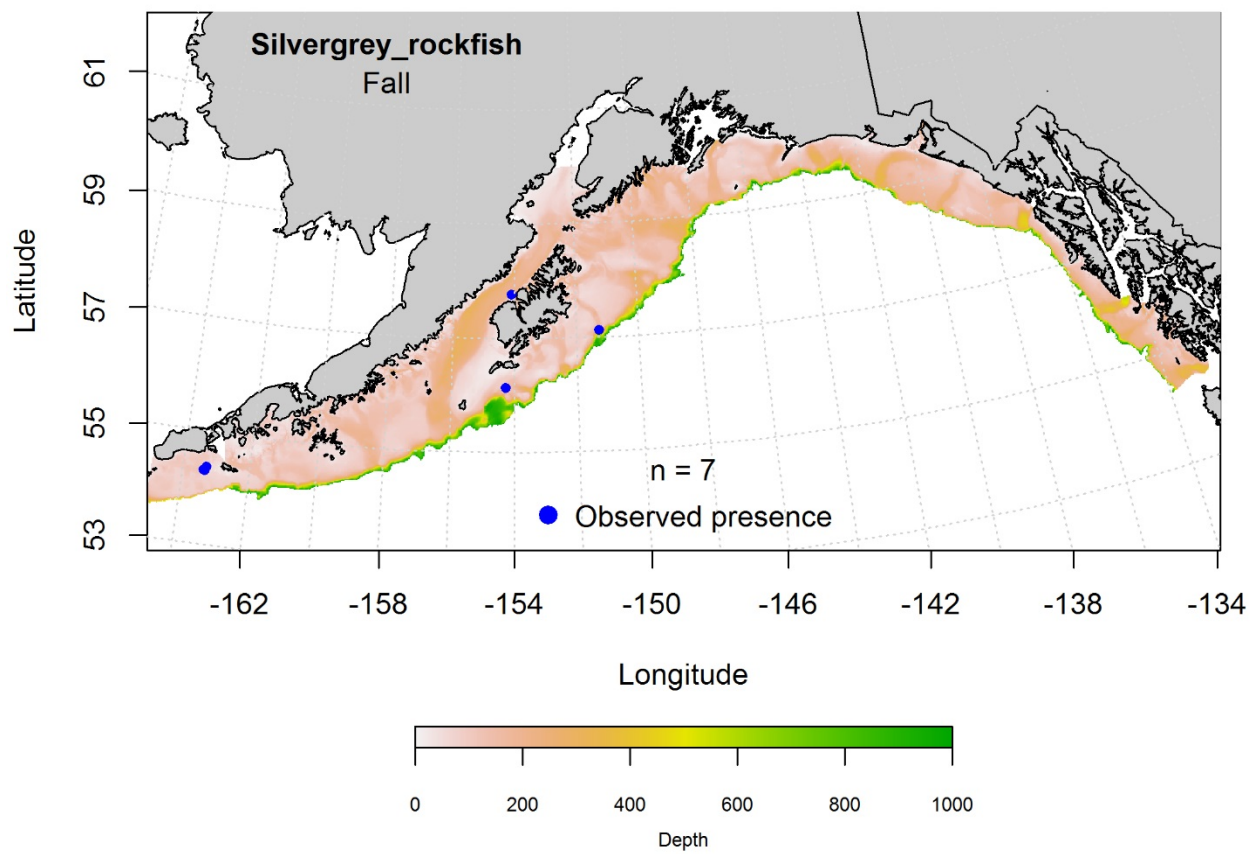 Silvergrey_rockfish
Fall
61
59
57
55
53
Latitude
n = 7
Observed presence
-162 -158 -154 -150 -146 -142 -138 -134
Longitude
0 200 400 600 800 1000
Depth